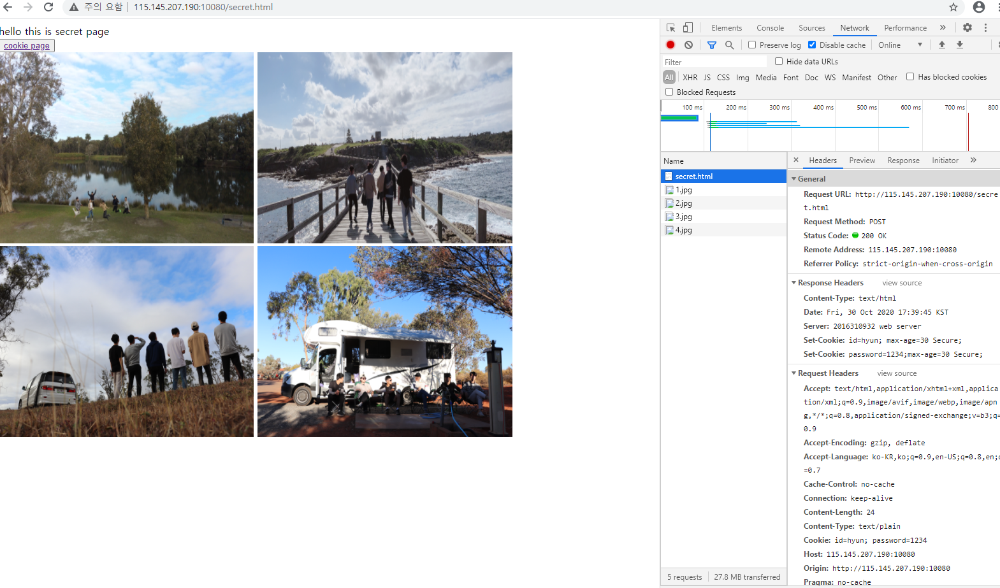 주의 요함 115.145.207.190:10080/secret.html
hello this is secret page
cookie page
Elements Console Sources Network Performance »
Preserve log Disable cache Online
Filter Hide data URLs
All XHR JS CSS Img Media Font Doc WS Manifest Other Has blocked cookies
Blocked Requests
100 ms 200 ms 300 ms 400 ms 500 ms 600 ms 700 ms 800
Name
secret.html
1.jpg
2.jpg
3.jpg
4.jpg
5 requests 27.8 MB transferred
× Headers Preview Response Initiator »
General
Request URL: http://115.145.207.190:10080/secre
t.html
Request Method: POST
Status Code: 200 OK
Remote Address: 115.145.207.190:10080
Referrer Policy: strict-origin-when-cross-origin
Response Headers view source
Content-Type: text/html
Date: Fri, 30 Oct 2020 17:39:45 KST
Server: 2016310932 web server
Set-Cookie: id=hyun; max-age=30 Secure;
Set-Cookie: password=1234;max-age=30 Secure;
Request Headers view source
Accept: text/html,application/xhtml+xml,applica
tion/xml;q=0.9,image/avif,image/webp,image/apn
g,*/*;q=0.8,application/signed-exchange;v=b3;q=
0.9
Accept-Encoding: gzip, deflate
Accept-Language: ko-KR,ko;q=0.9,en-US;q=0.8,en;q
=0.7
Cache-Control: no-cache
Connection: keep-alive
Content-Length: 24
Content-Type: text/plain
Cookie: id=hyun; password=1234
Host: 115.145.207.190:10080
Origin: http://115.145.207.190:10080
Pragma: no-cache